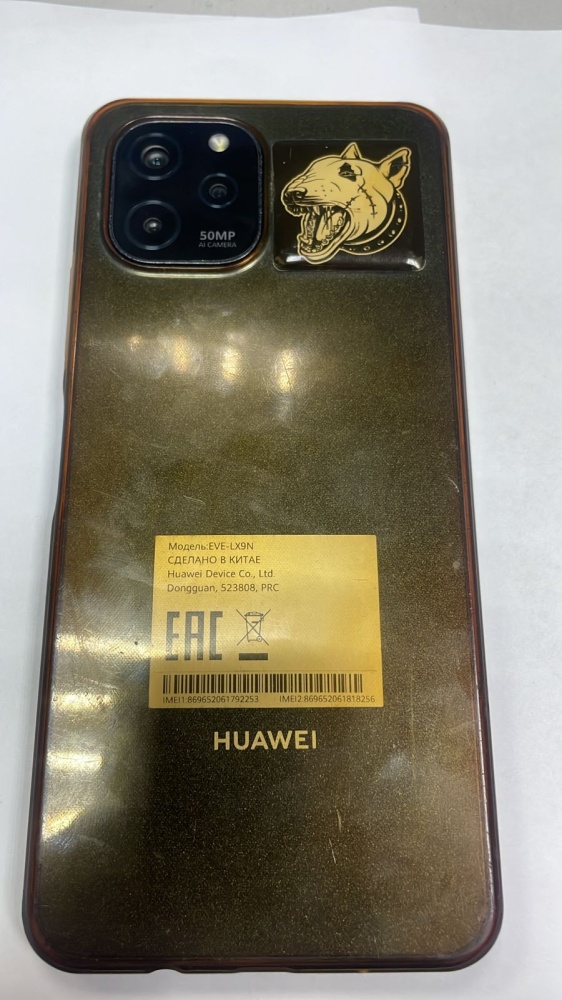 50MP
AI CAMERA
Модель:EVE-LX9N
СДЕЛАНО В КИТАЕ
Huawei Device Co., Ltd.
Dongguan, 523808, PRC
EAC
IMEI1:869652061792253 IMEI2:869652061818256
HUAWEI